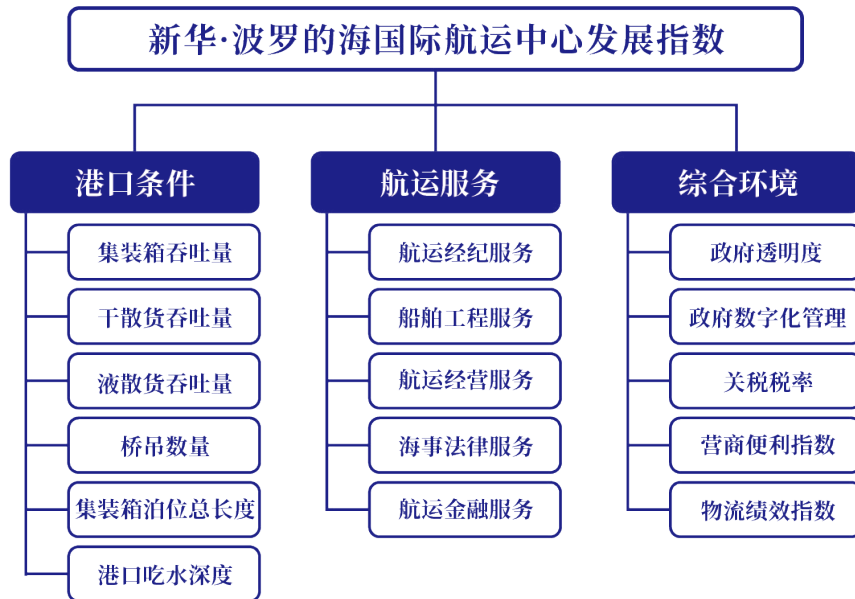 新华·波罗的海国际航运中心发展指数
港口条件
集装箱吞吐量
干散货吞吐量
液散货吞吐量
桥吊数量
集装箱泊位总长度
港口吃水深度
航运服务
航运经纪服务
船舶工程服务
航运经营服务
海事法律服务
航运金融服务
综合环境
政府透明度
政府数字化管理
关税税率
营商便利指数
物流绩效指数